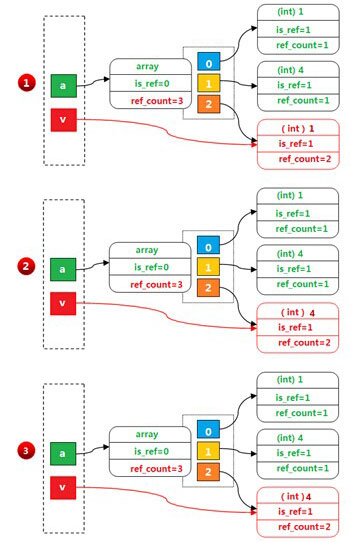 1
a
v
array
is_ref=0
ref_count=3
0
1
2
(int) 1
is_ref=1
ref_count=1
(int) 4
is_ref=1
ref_count=1
(int) 1
is_ref=1
ref_count=2
2
a
v
array
is_ref=0
ref_count=3
0
1
2
(int) 1
is_ref=1
ref_count=1
(int) 4
is_ref=1
ref_count=1
(int) 4
is_ref=1
ref_count=2
3
a
v
array
is_ref=0
ref_count=3
0
1
2
(int) 1
is_ref=1
ref_count=1
(int) 4
is_ref=1
ref_count=1
(int) 4
is_ref=1
ref_count=2